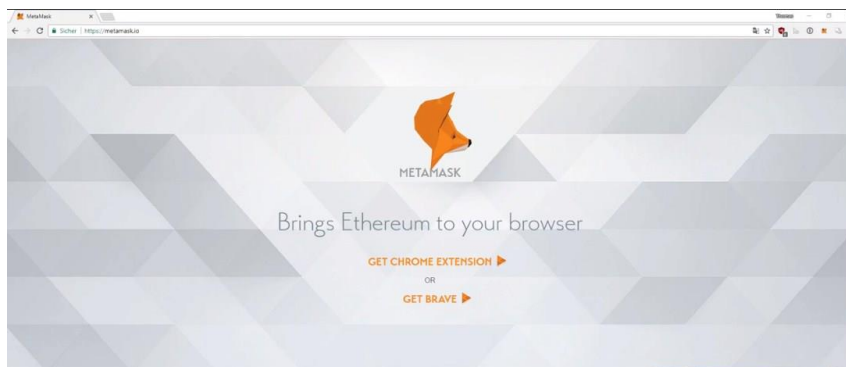 MetaMask
Sicher | https://metamask.io
METAMASK
Brings Ethereum to your browser
GET CHROME EXTENSION
OR
GET BRAVE